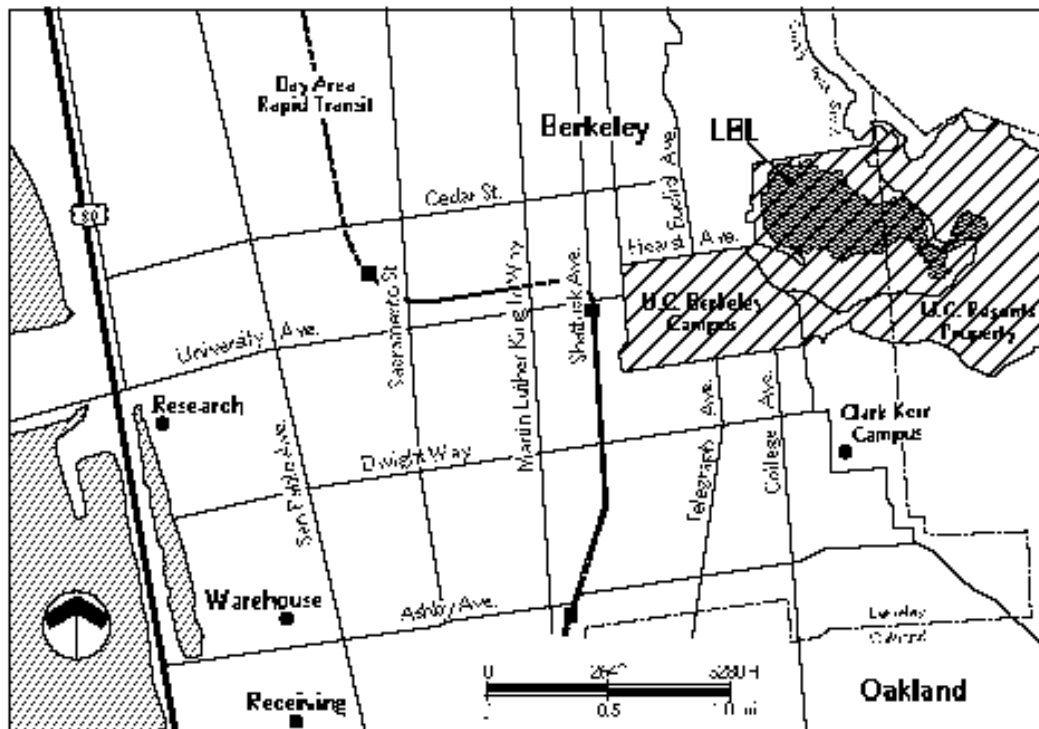 Bay Area
Rapid Transit
Berkeley
LBL
80
Cedar St.
Euclid Ave.
Hearst Ave.
Sacramento St.
Martin Luther King Jr. Way
Shattuck Ave.
U.C. Berkeley
Campus
U.C. Regents
Property
University Ave.
Research
San Pablo Ave.
Dwight Way
Telegraph Ave.
College Ave.
Clark Kerr
Campus
Warehouse
Ashby Ave.
Berkeley
Oakland
0 5280 ft
0.5 1.0 mi
Receiving
Oakland